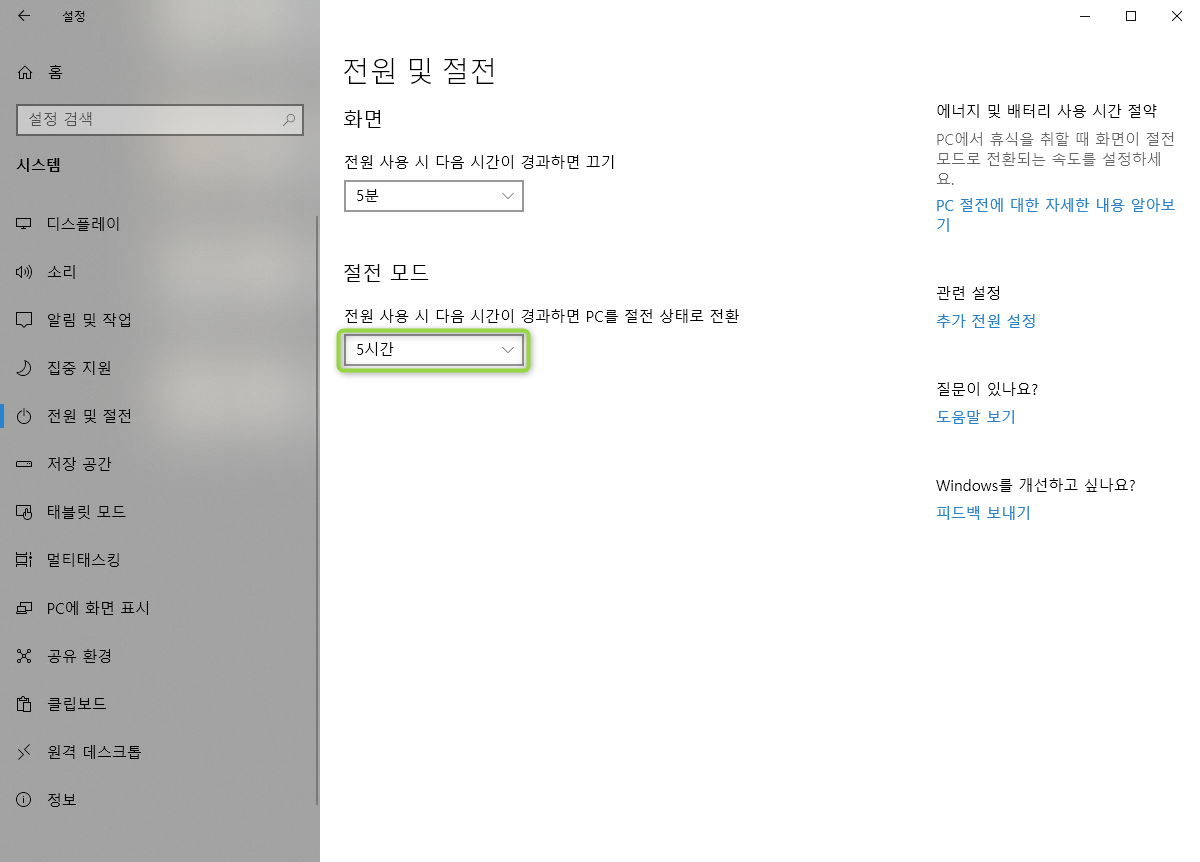 설정
홈
설정 검색
시스템
디스플레이
소리
알림 및 작업
집중 지원
전원 및 절전
저장 공간
태블릿 모드
멀티태스킹
PC에 화면 표시
공유 환경
클립보드
원격 데스크톱
정보
전원 및 절전
화면
전원 사용 시 다음 시간이 경과하면 끄기
5분
절전 모드
전원 사용 시 다음 시간이 경과하면 PC를 절전 상태로 전환
5시간
에너지 및 배터리 사용 시간 절약
PC에서 휴식을 취할 때 화면이 절전
모드로 전환되는 속도를 설정하세
요.
PC 절전에 대한 자세한 내용 알아보
기
관련 설정
추가 전원 설정
질문이 있나요?
도움말 보기
Windows를 개선하고 싶나요?
피드백 보내기